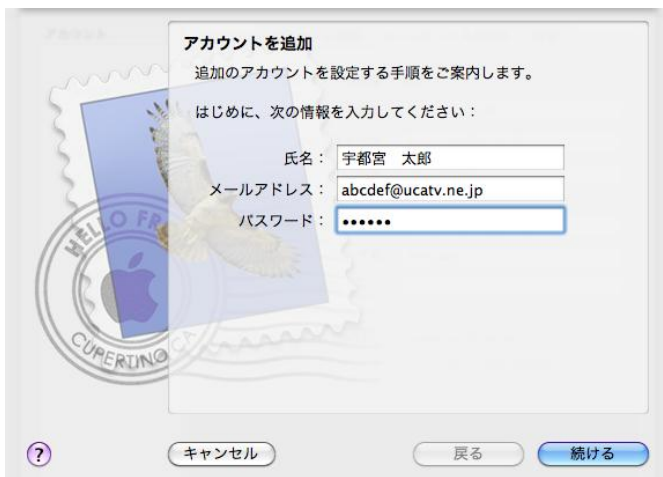 アカウントを追加
追加のアカウントを設定する手順をご案内します。
はじめに、次の情報を入力してください：
氏名： 宇都宮　太郎
メールアドレス： abcdef@ucatv.ne.jp
パスワード： ••••••
HELLO FR
CUPERTINO CA
? キャンセル 戻る 続ける